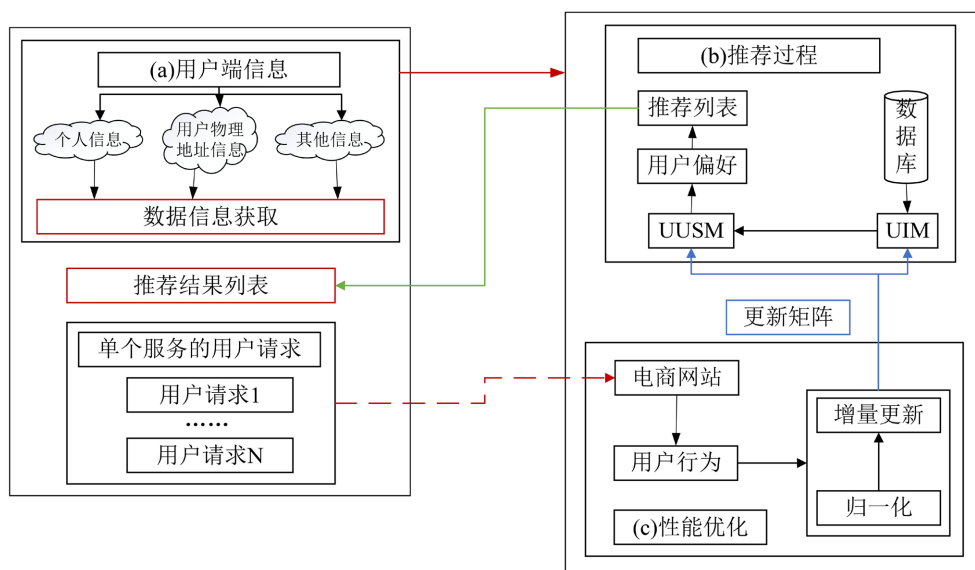 (a)用户端信息
个人信息
用户物理
地址信息
其他信息
数据信息获取
推荐结果列表
单个服务的用户请求
用户请求1
……
用户请求N
(b)推荐过程
推荐列表
用户偏好
UUSM
数
据
库
UIM
更新矩阵
电商网站
用户行为
(c)性能优化
增量更新
归一化